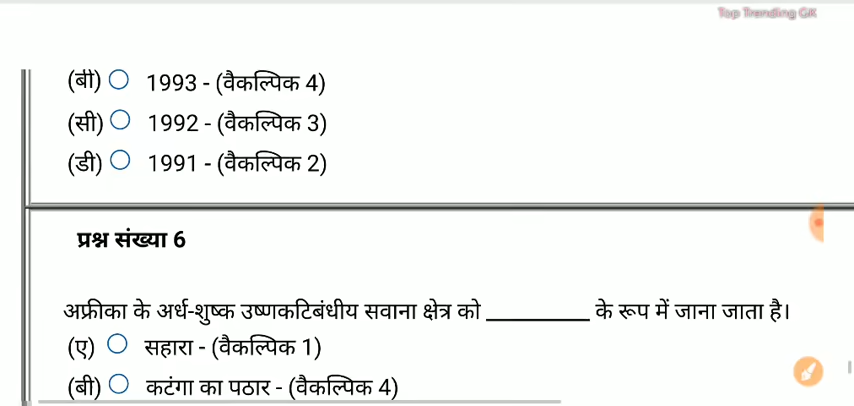 Top Trending GK
(बी) 1993 - (वैकल्पिक 4)
(सी) 1992 - (वैकल्पिक 3)
(डी) 1991 - (वैकल्पिक 2)
प्रश्न संख्या 6
अफ्रीका के अर्ध-शुष्क उष्णकटिबंधीय सवाना क्षेत्र को __________ के रूप में जाना जाता है।
(ए) सहारा - (वैकल्पिक 1)
(बी) कटंगा का पठार - (वैकल्पिक 4)